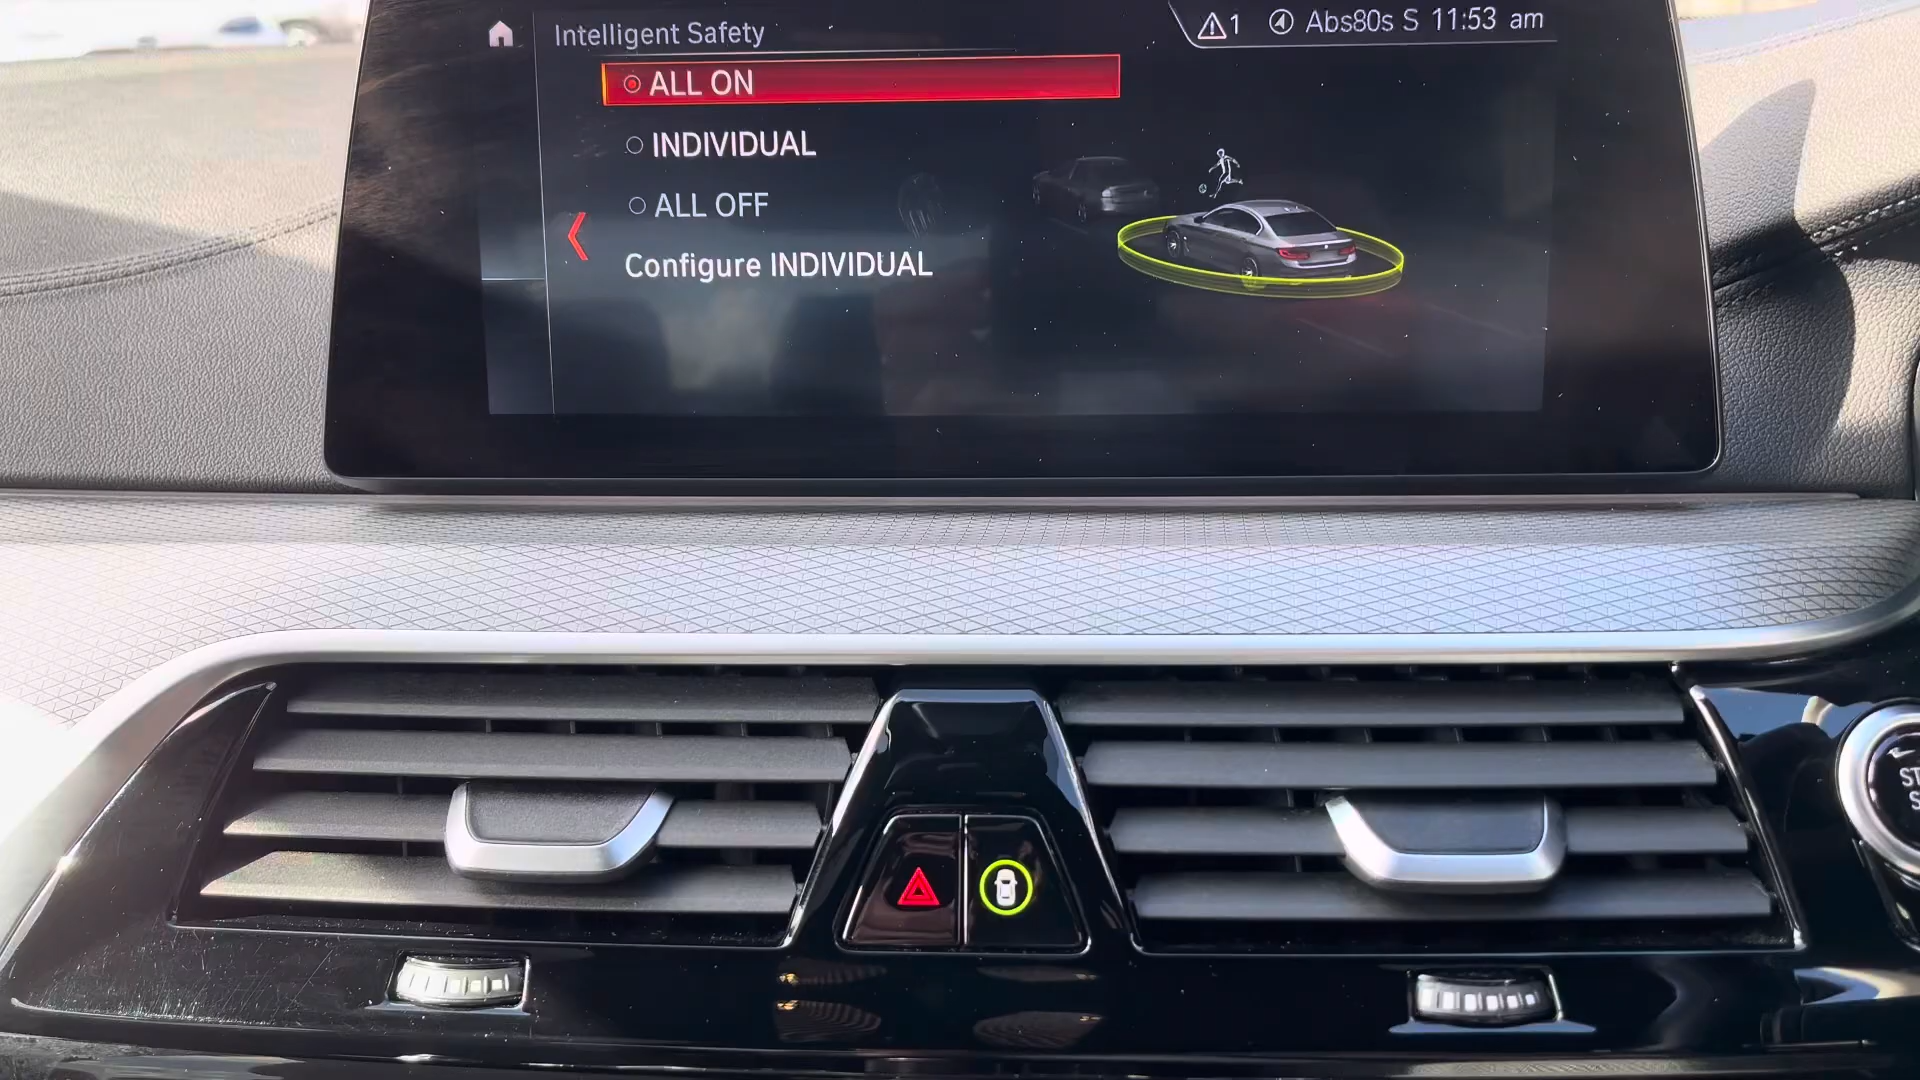 Intelligent Safety
1 Abs80s S 11:53 am
ALL ON
INDIVIDUAL
ALL OFF
Configure INDIVIDUAL